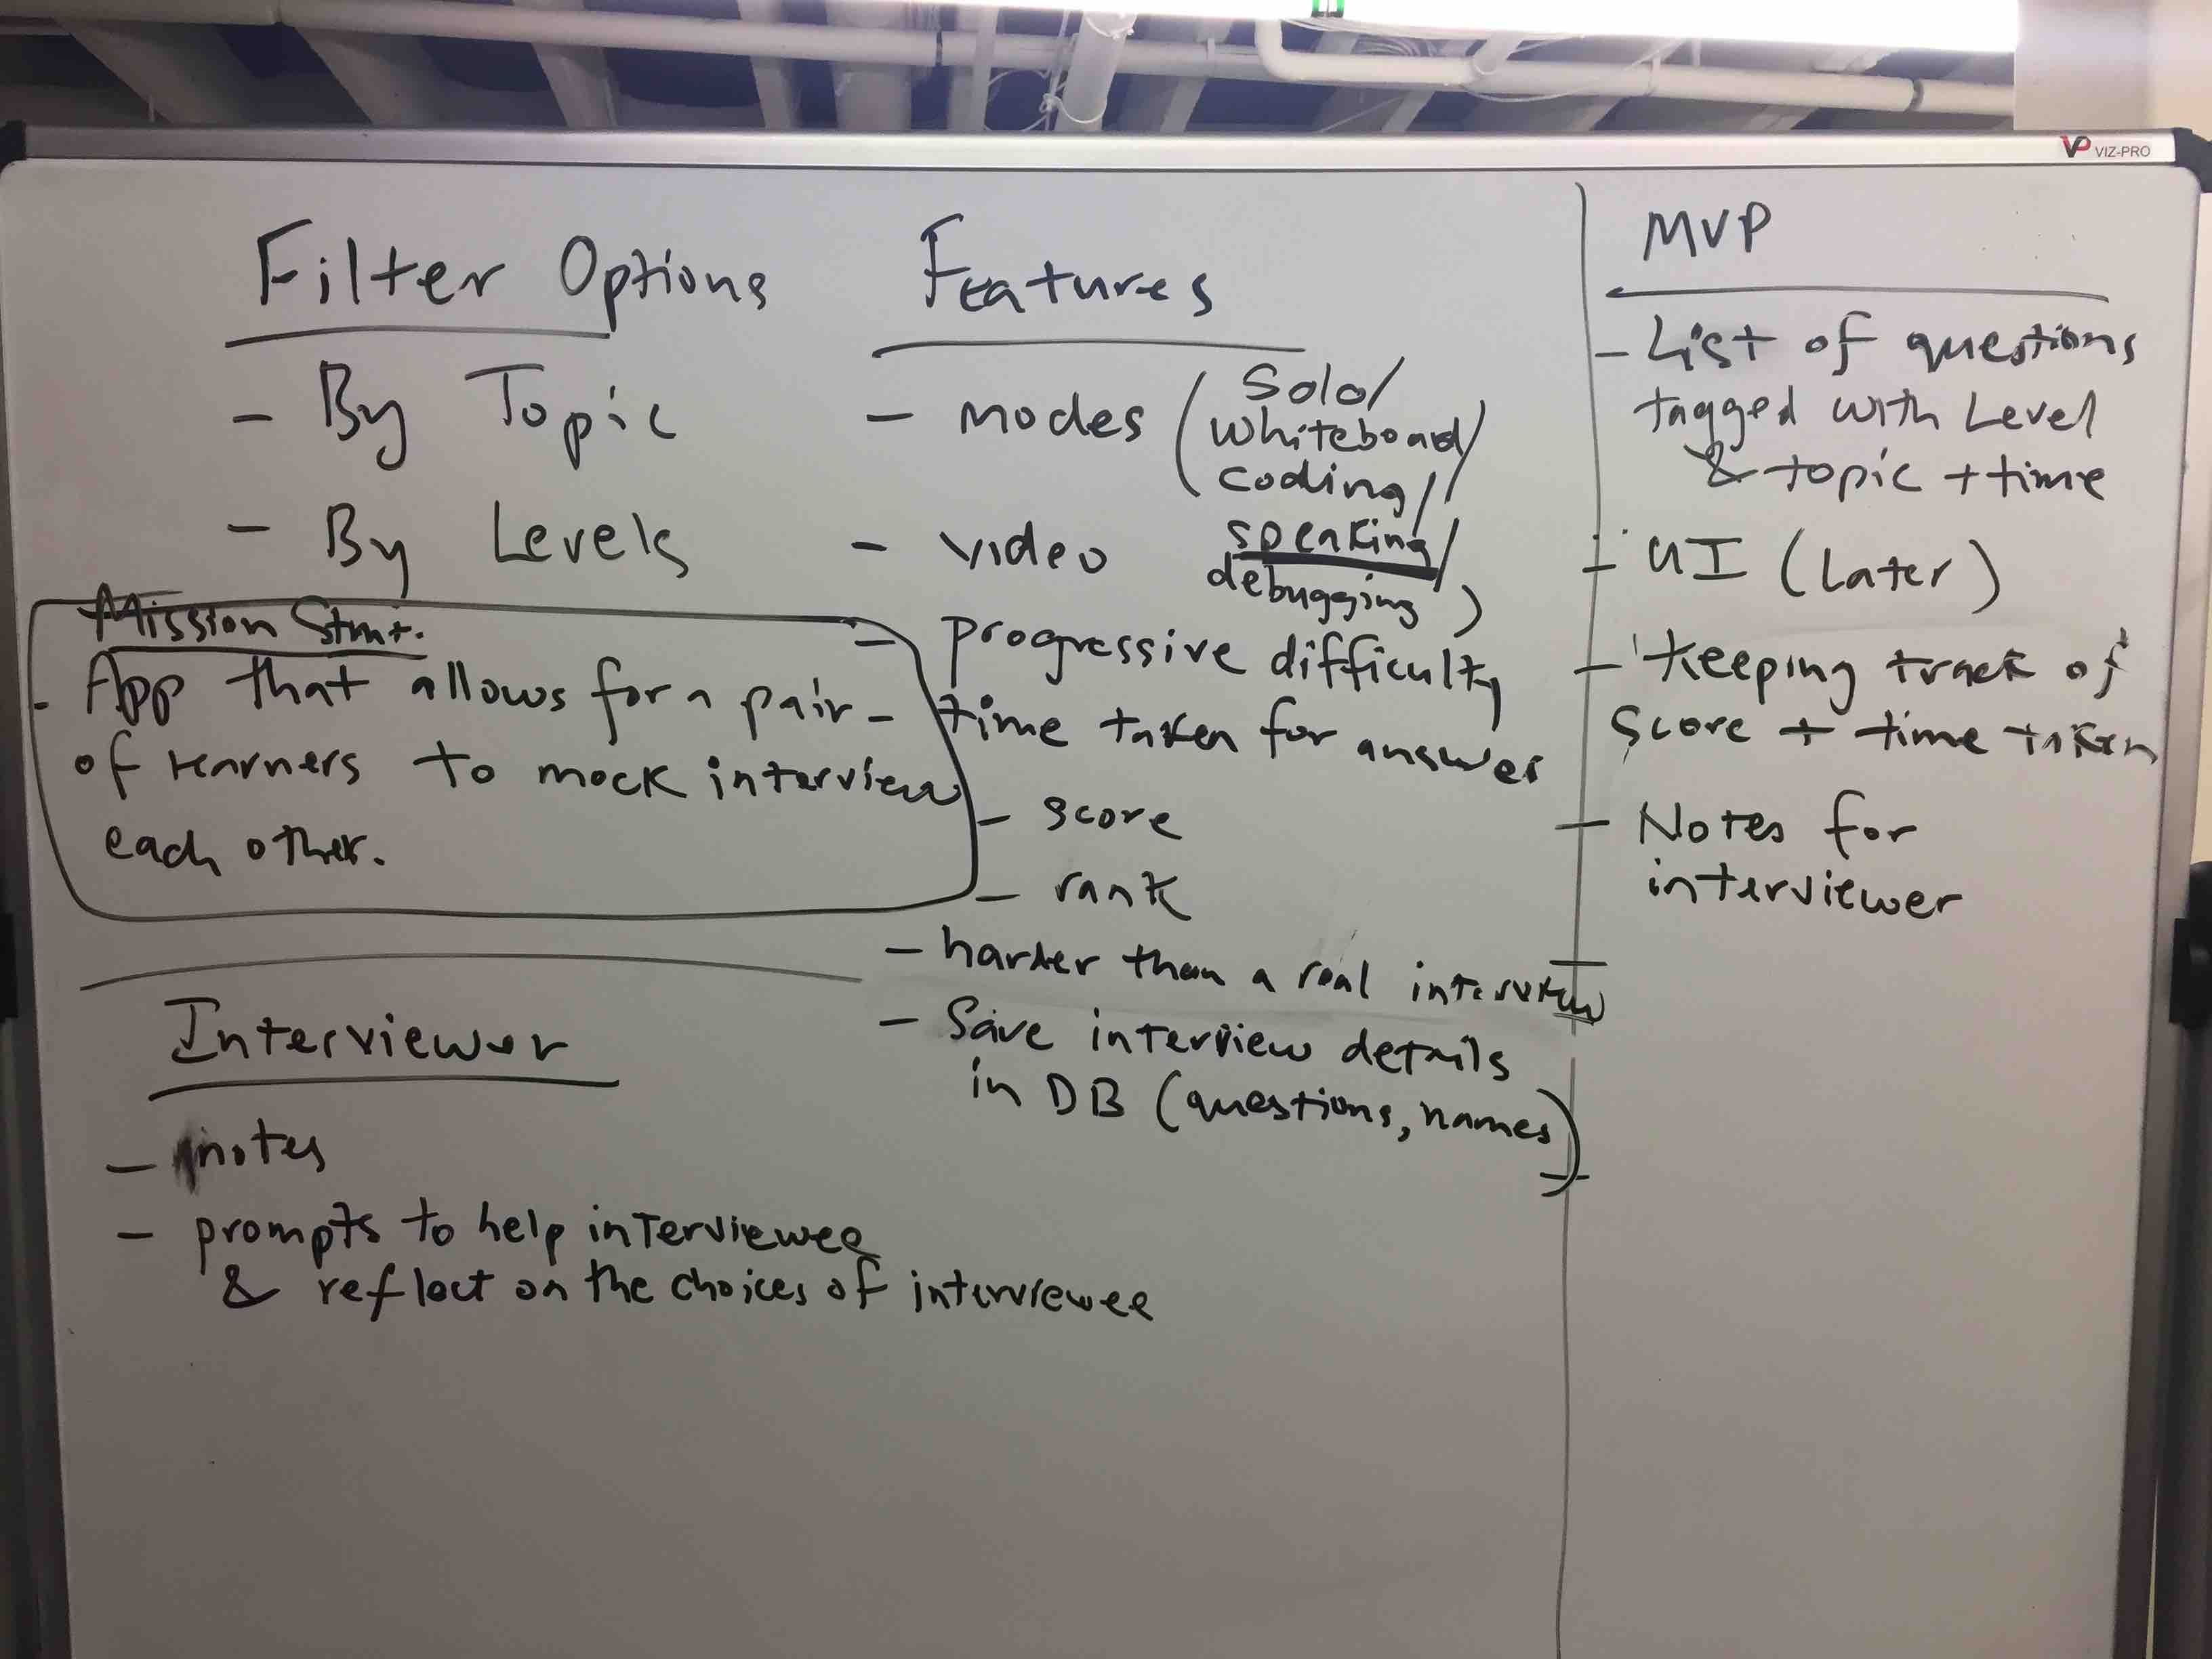 VP VIZ-PRO
Filter Options
- By Topic
- By Levels
Mission Stmt.
- App that allows for a pair
of learners to mock interview
each other.
Interviewer
- notes
- prompts to help interviewee
& reflect on the choices of interviewee
Features
- modes (Solo/
whiteboard/
coding/
speaking/
debugging)
- video
- progressive difficulty
- time taken for answer
- score
- rank
- harder than a real interview
- Save interview details
in DB (questions, names)
MVP
- List of questions
tagged with Level
& topic + time
- UI (Later)
- keeping track of
score + time taken
- Notes for
interviewer